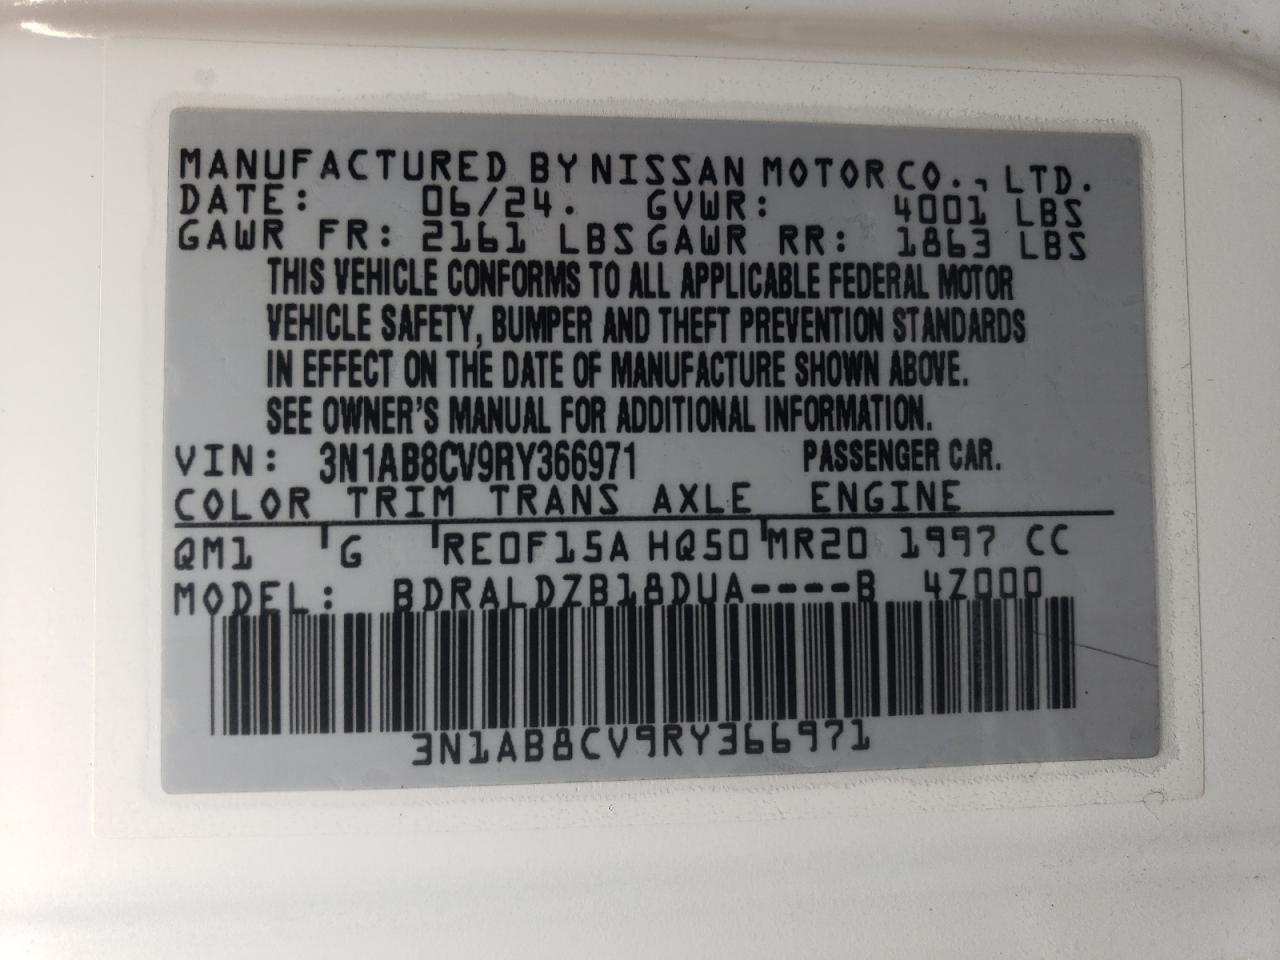 MANUFACTURED BY NISSAN MOTOR CO., LTD.
DATE: 06/24. GVWR: 4001 LBS
GAWR FR: 2161 LBS GAWR RR: 1863 LBS
THIS VEHICLE CONFORMS TO ALL APPLICABLE FEDERAL MOTOR
VEHICLE SAFETY, BUMPER AND THEFT PREVENTION STANDARDS
IN EFFECT ON THE DATE OF MANUFACTURE SHOWN ABOVE.
SEE OWNER'S MANUAL FOR ADDITIONAL INFORMATION.
VIN: 3N1AB8CV9RY366971 PASSENGER CAR.
COLOR TRIM TRANS AXLE ENGINE
QM1 G RE0F15A HQ50 MR20 1997 CC
MODEL: BDRALDZB18DUA----B 4Z000
3N1AB8CV9RY366971